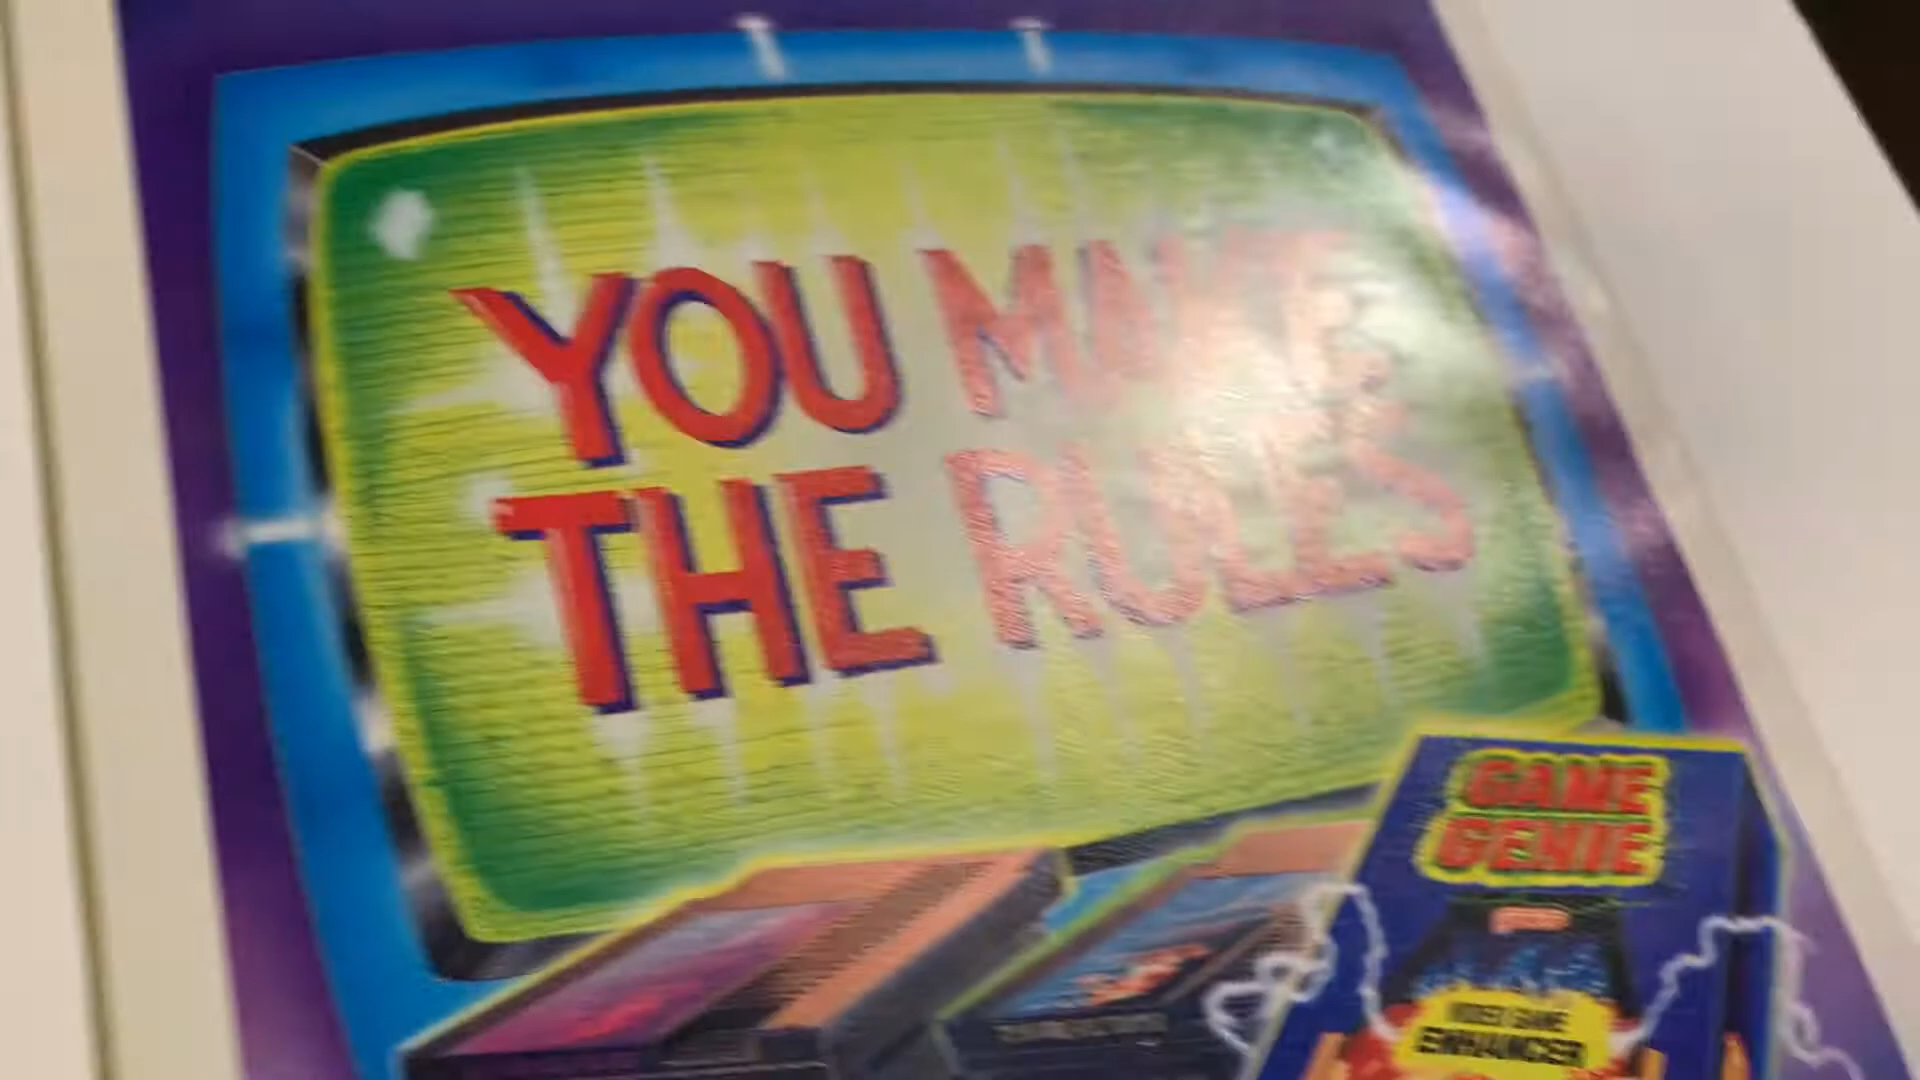 YOU MAKE
THE RULES
GAME
GENIE
VIDEO GAME
ENHANCER